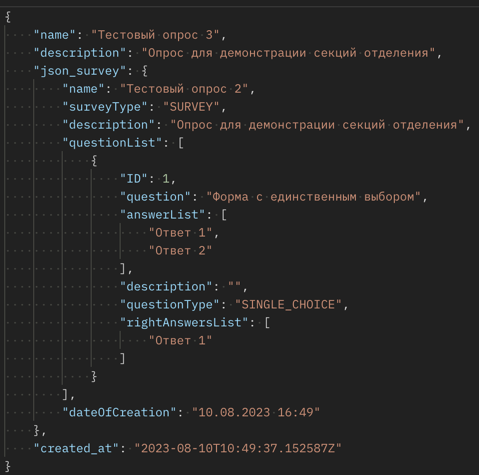 {
    "name": "Тестовый опрос 3",
    "description": "Опрос для демонстрации секций отделения",
    "json_survey": {
        "name": "Тестовый опрос 2",
        "surveyType": "SURVEY",
        "description": "Опрос для демонстрации секций отделения",
        "questionList": [
            {
                "ID": 1,
                "question": "Форма с единственным выбором",
                "answerList": [
                    "Ответ 1",
                    "Ответ 2"
                ],
                "description": "",
                "questionType": "SINGLE_CHOICE",
                "rightAnswersList": [
                    "Ответ 1"
                ]
            }
        ],
        "dateOfCreation": "10.08.2023 16:49"
    },
    "created_at": "2023-08-10T10:49:37.152587Z"
}